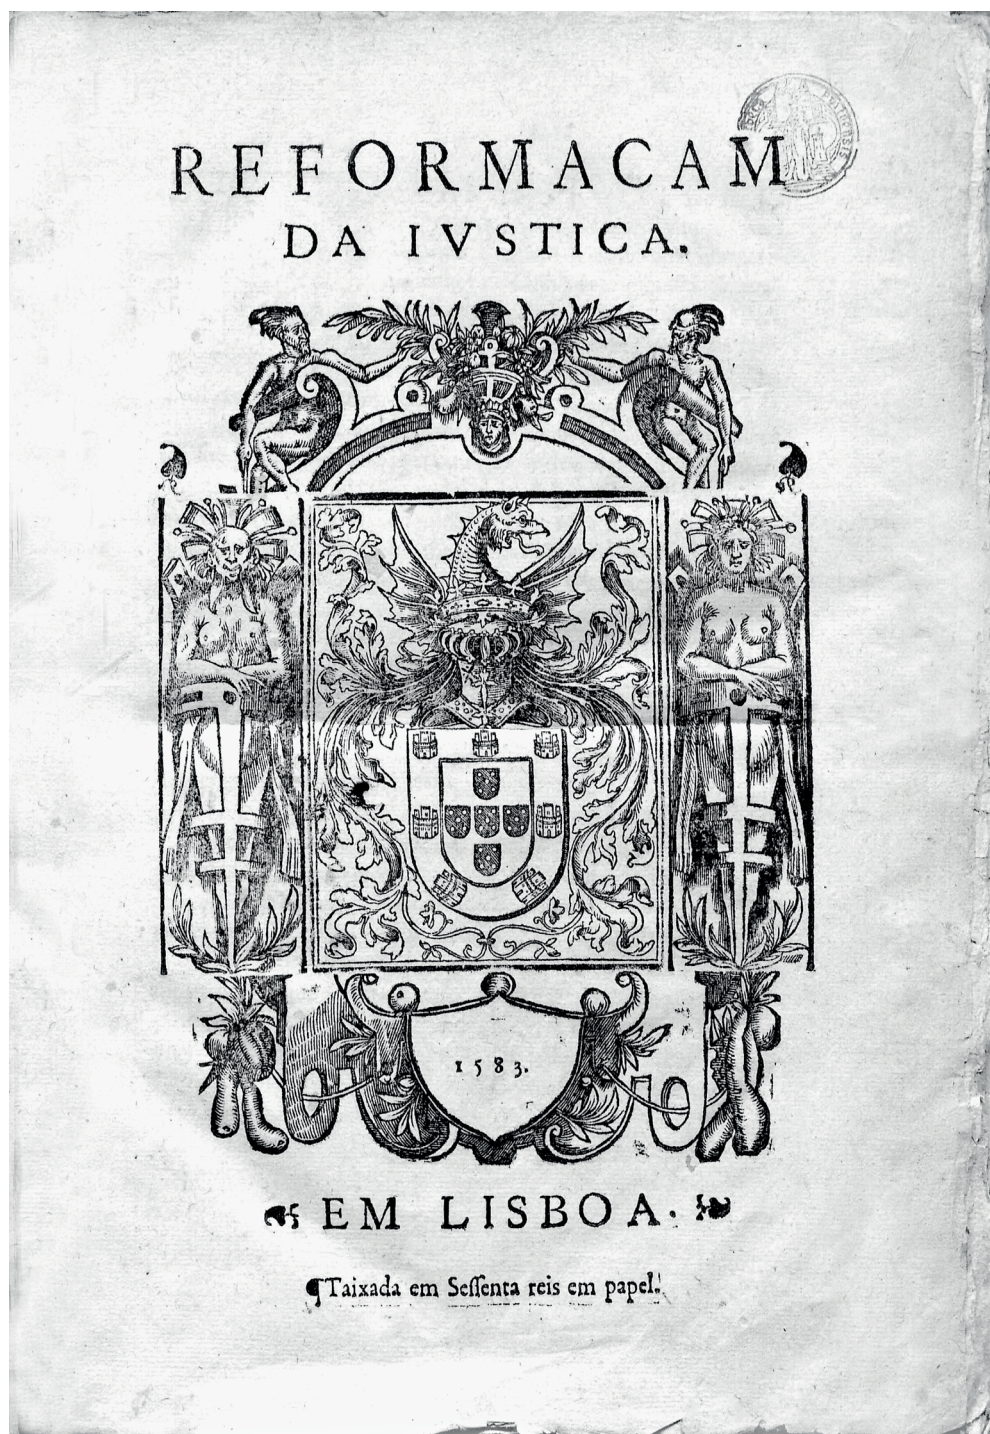 REFORMACAM
DA IVSTICA.
1583.
EM LISBOA.
¶Taixada em Seſſenta reis em papel.